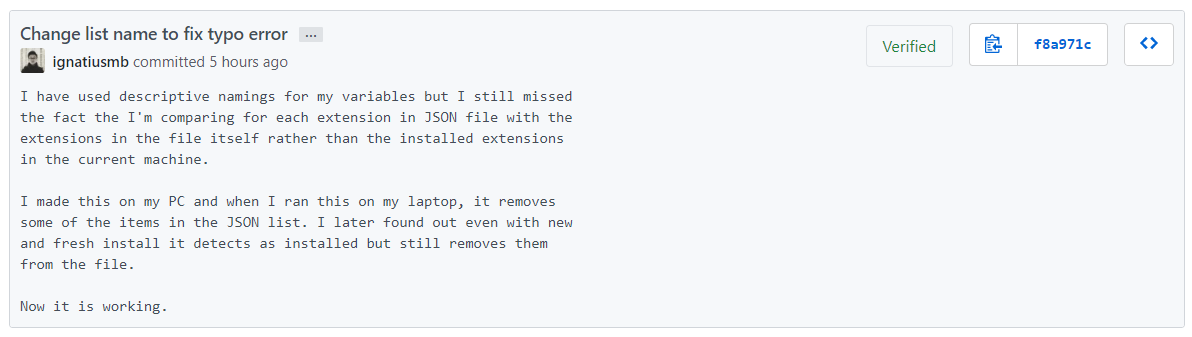 Change list name to fix typo error ...
ignatiusmb committed 5 hours ago
Verified
f8a971c
<>
I have used descriptive namings for my variables but I still missed
the fact the I'm comparing for each extension in JSON file with the
extensions in the file itself rather than the installed extensions
in the current machine.
I made this on my PC and when I ran this on my laptop, it removes
some of the items in the JSON list. I later found out even with new
and fresh install it detects as installed but still removes them
from the file.
Now it is working.